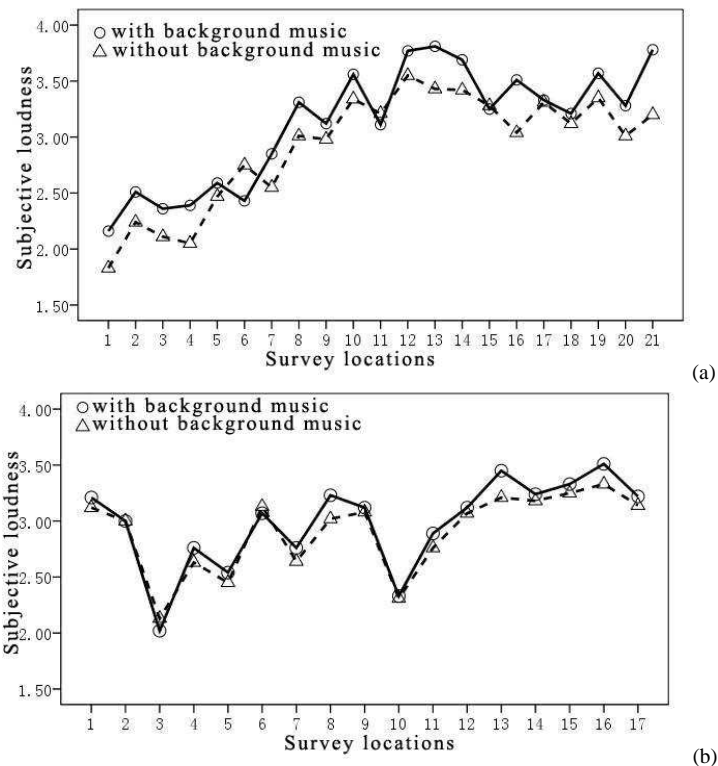 4.00
with background music
without background music
3.50
3.00
2.50
2.00
1.50
Subjective loudness
1 2 3 4 5 6 7 8 9 10 11 12 13 14 15 16 17 18 19 20 21
Survey locations
(a)
4.00
with background music
without background music
3.50
3.00
2.50
2.00
1.50
Subjective loudness
1 2 3 4 5 6 7 8 9 10 11 12 13 14 15 16 17
Survey locations
(b)